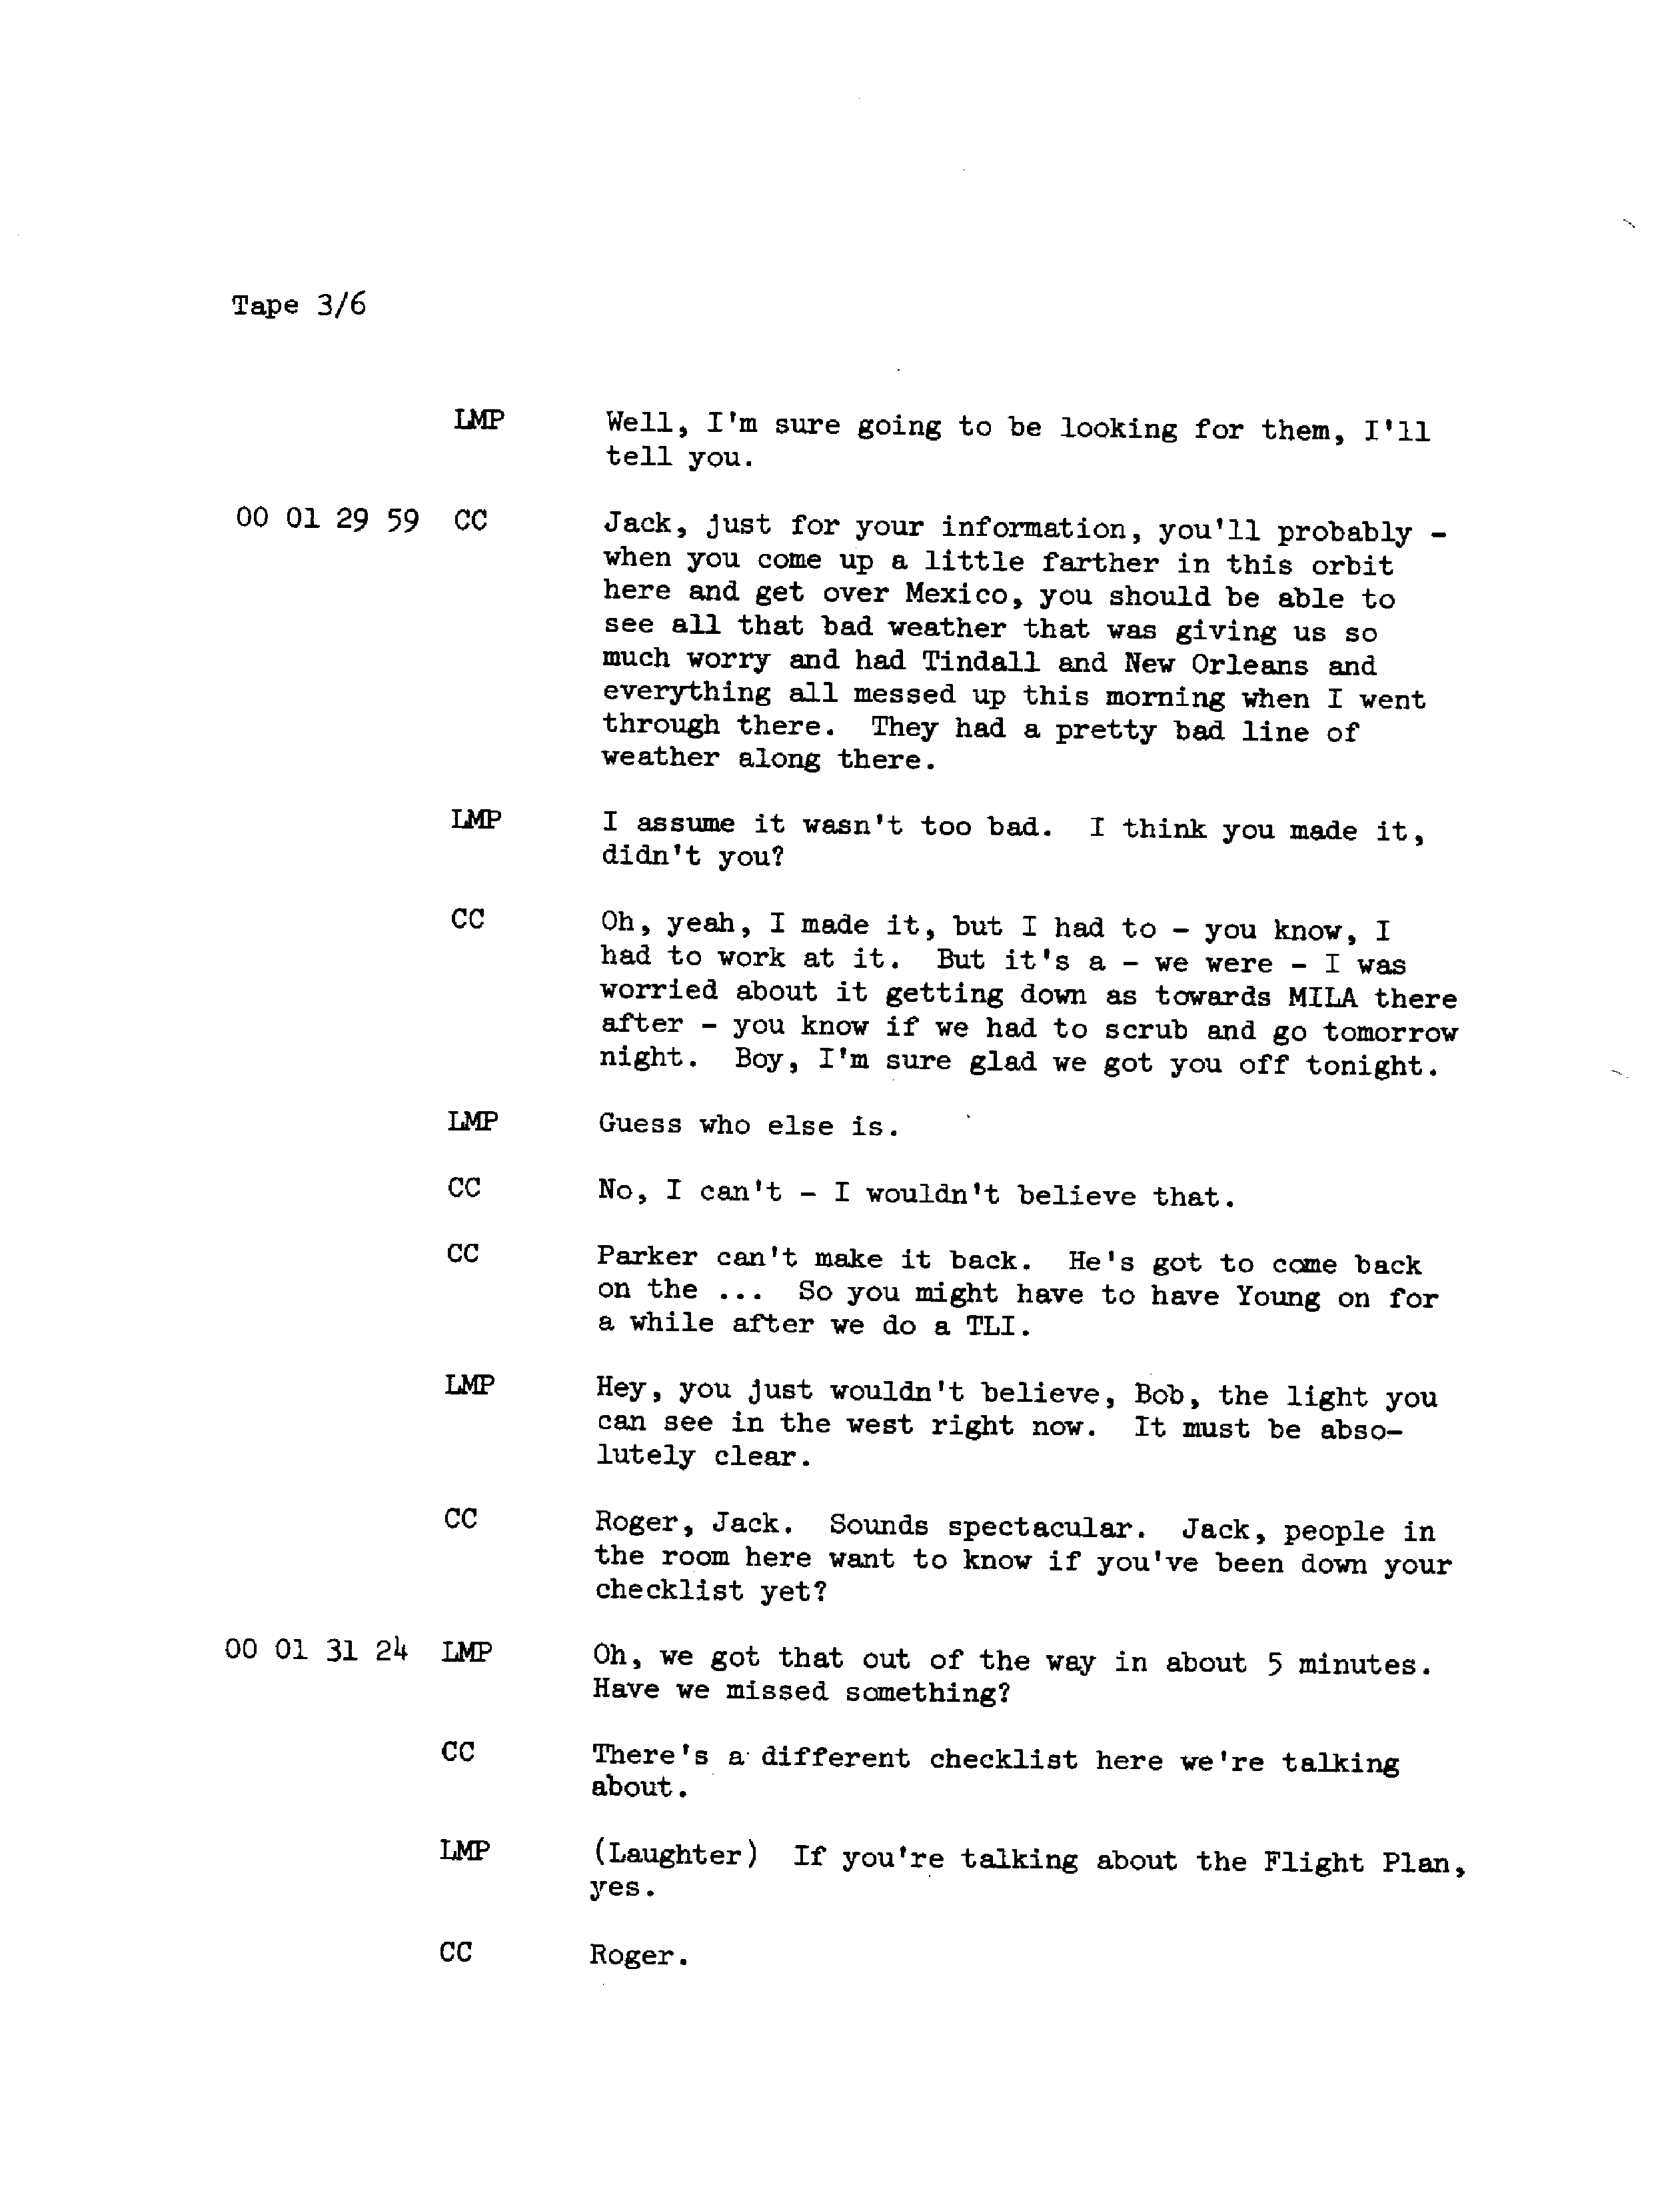 Tape 3/6
LMP Well, I'm sure going to be looking for them, I'll
tell you.
00 01 29 59 CC Jack, just for your information, you'll probably -
when you come up a little farther in this orbit
here and get over Mexico, you should be able to
see all that bad weather that was giving us so
much worry and had Tindall and New Orleans and
everything all messed up this morning when I went
through there. They had a pretty bad line of
weather along there.
LMP I assume it wasn't too bad. I think you made it,
didn't you?
CC Oh, yeah, I made it, but I had to - you know, I
had to work at it. But it's a - we were - I was
worried about it getting down as towards MILA there
after - you know if we had to scrub and go tomorrow
night. Boy, I'm sure glad we got you off tonight.
LMP Guess who else is.
CC No, I can't - I wouldn't believe that.
CC Parker can't make it back. He's got to come back
on the ... So you might have to have Young on for
a while after we do a TLI.
LMP Hey, you just wouldn't believe, Bob, the light you
can see in the west right now. It must be abso-
lutely clear.
CC Roger, Jack. Sounds spectacular. Jack, people in
the room here want to know if you've been down your
checklist yet?
00 01 31 24 LMP Oh, we got that out of the way in about 5 minutes.
Have we missed something?
CC There's a different checklist here we're talking
about.
LMP (Laughter) If you're talking about the Flight Plan,
yes.
CC Roger.